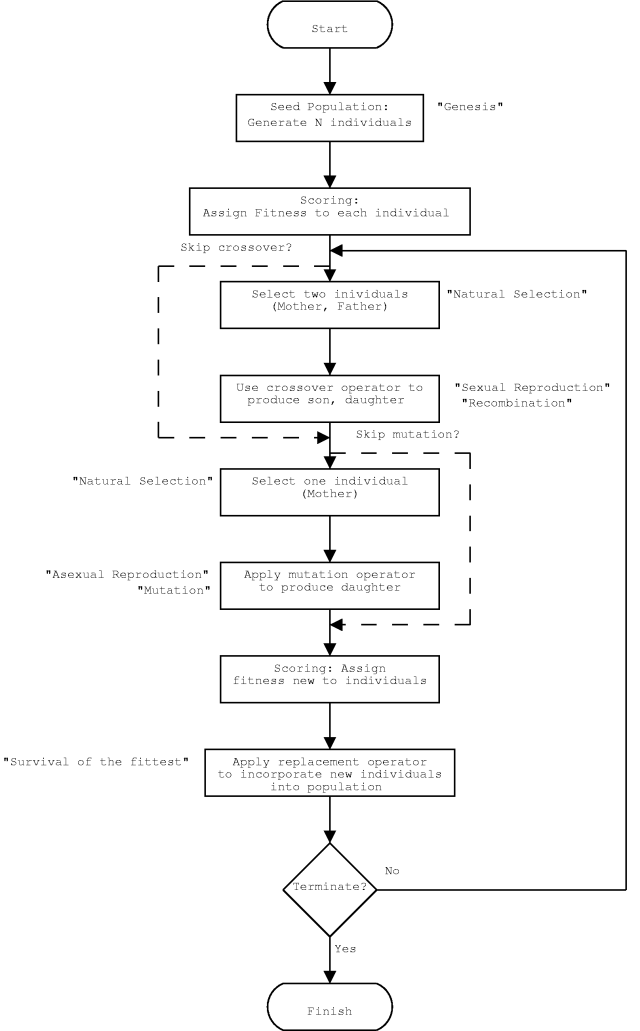 Start
Seed Population:
Generate N individuals
"Genesis"
Scoring:
Assign Fitness to each individual
Skip crossover?
Select two inividuals
(Mother, Father)
"Natural Selection"
Use crossover operator to
produce son, daughter
"Sexual Reproduction"
"Recombination"
Skip mutation?
"Natural Selection"
Select one individual
(Mother)
"Asexual Reproduction"
"Mutation"
Apply mutation operator
to produce daughter
Scoring: Assign
fitness new to individuals
"Survival of the fittest"
Apply replacement operator
to incorporate new individuals
into population
Terminate?
No
Yes
Finish